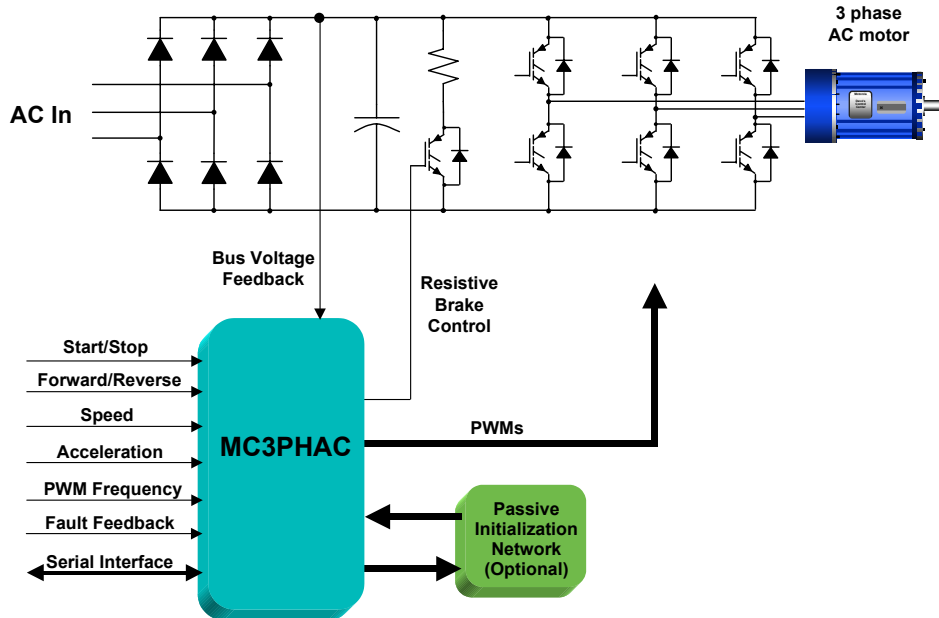 3 phase
AC motor
AC In
Bus Voltage
Feedback
Resistive
Brake
Control
Start/Stop
Forward/Reverse
Speed
Acceleration
PWM Frequency
Fault Feedback
Serial Interface
MC3PHAC
PWMs
Passive
Initialization
Network
(Optional)